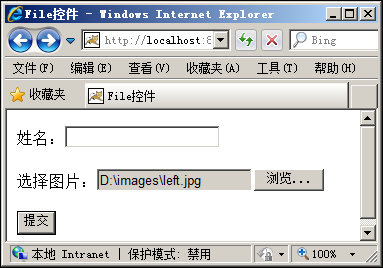 File控件 - Windows Internet Explorer
http://localhost:8
Bing
文件(F) 编辑(E) 查看(V) 收藏夹(A) 工具(T) 帮助(H)
收藏夹 File控件
姓名：
选择图片： D:\images\left.jpg 浏览...
提交
本地 Intranet | 保护模式: 禁用 100%